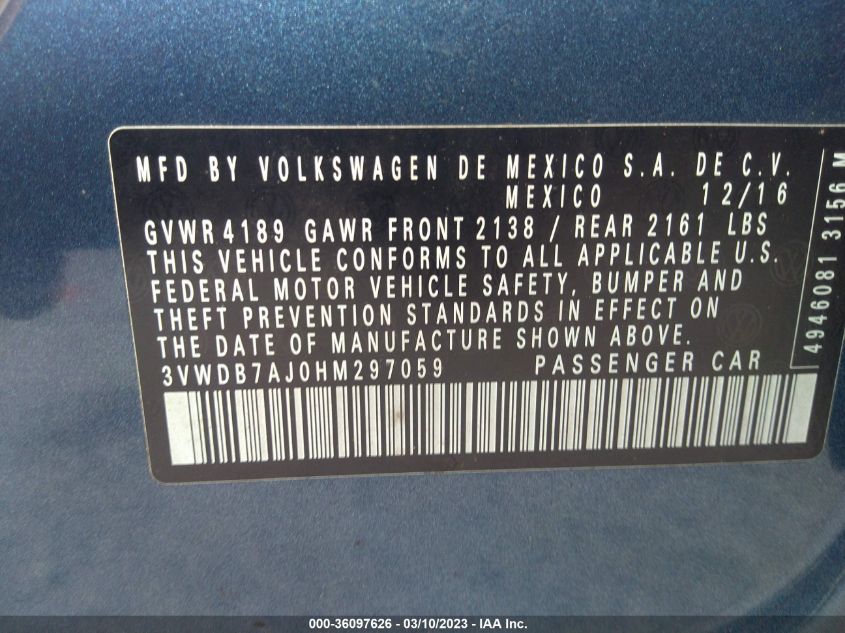 MFD BY VOLKSWAGEN DE MEXICO S.A. DE C.V.
MEXICO 12/16
GVWR 4189 GAWR FRONT 2138 / REAR 2161 LBS
THIS VEHICLE CONFORMS TO ALL APPLICABLE U.S.
FEDERAL MOTOR VEHICLE SAFETY, BUMPER AND
THEFT PREVENTION STANDARDS IN EFFECT ON
THE DATE OF MANUFACTURE SHOWN ABOVE.
3VWDB7AJ0HM297059 PASSENGER CAR
4946081 3156 M
000-36097626 — 03/10/2023 — IAA Inc.